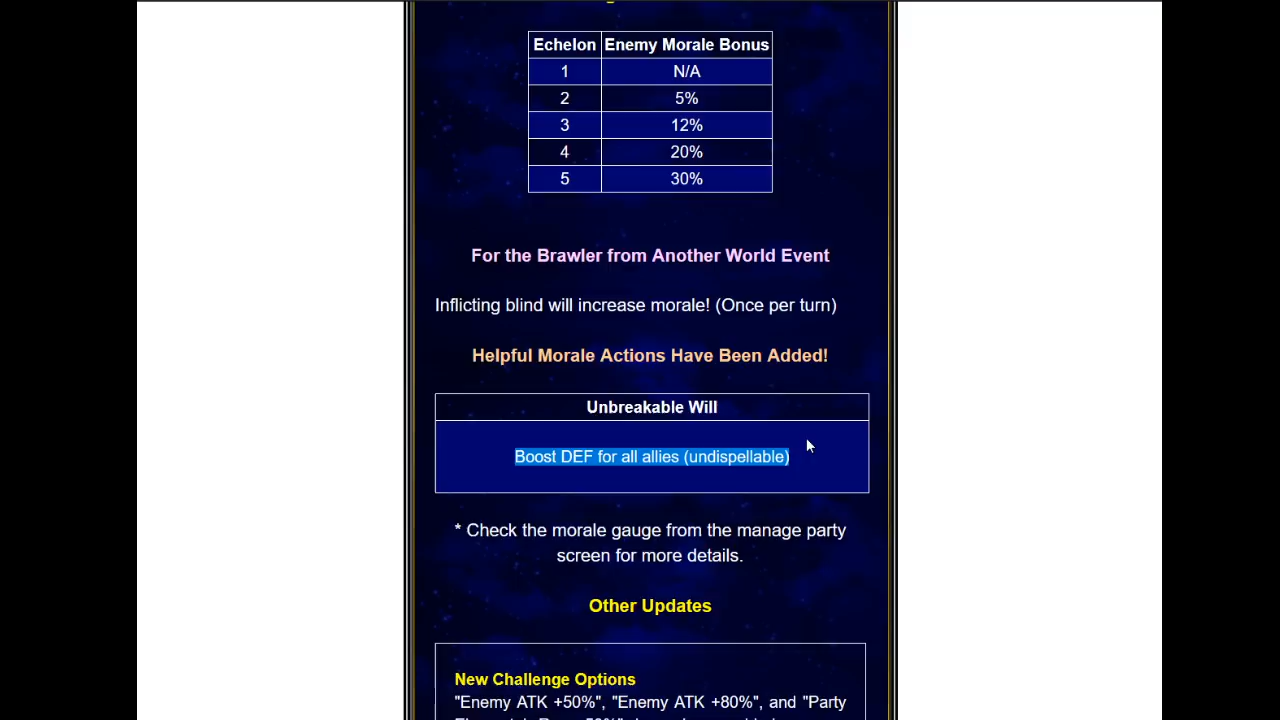 Echelon Enemy Morale Bonus
1 N/A
2 5%
3 12%
4 20%
5 30%
For the Brawler from Another World Event
Inflicting blind will increase morale! (Once per turn)
Helpful Morale Actions Have Been Added!
Unbreakable Will
Boost DEF for all allies (undispellable)
* Check the morale gauge from the manage party
screen for more details.
Other Updates
New Challenge Options
"Enemy ATK +50%", "Enemy ATK +80%", and "Party